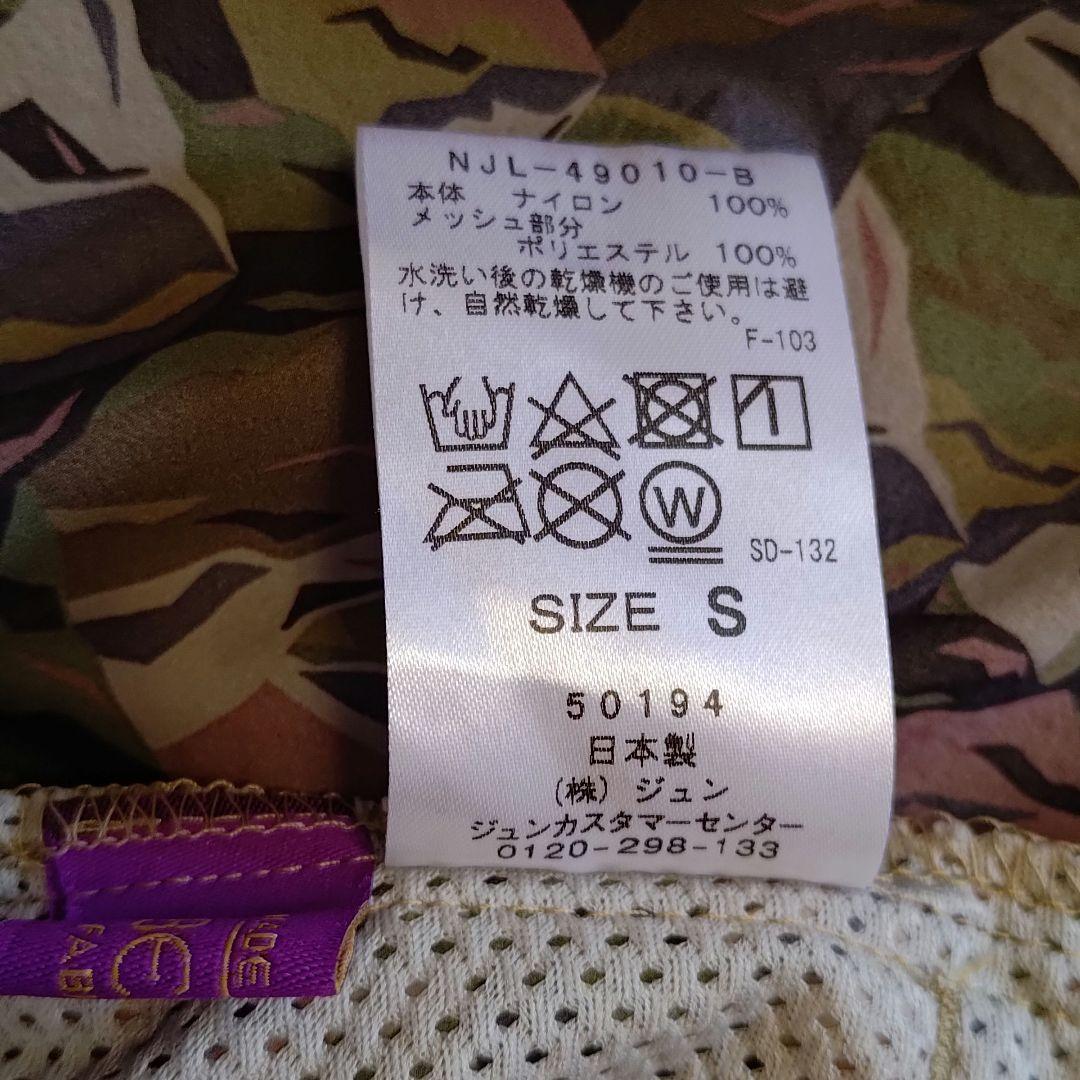 NJL-49010-B
本体 ナイロン 100%
メッシュ部分
ポリエステル 100%
水洗い後の乾燥機のご使用は避
け、自然乾燥して下さい。
F-103
W
SD-132
SIZE S
50194
日本製
(株) ジュン
ジュンカスタマーセンター
0120-298-133